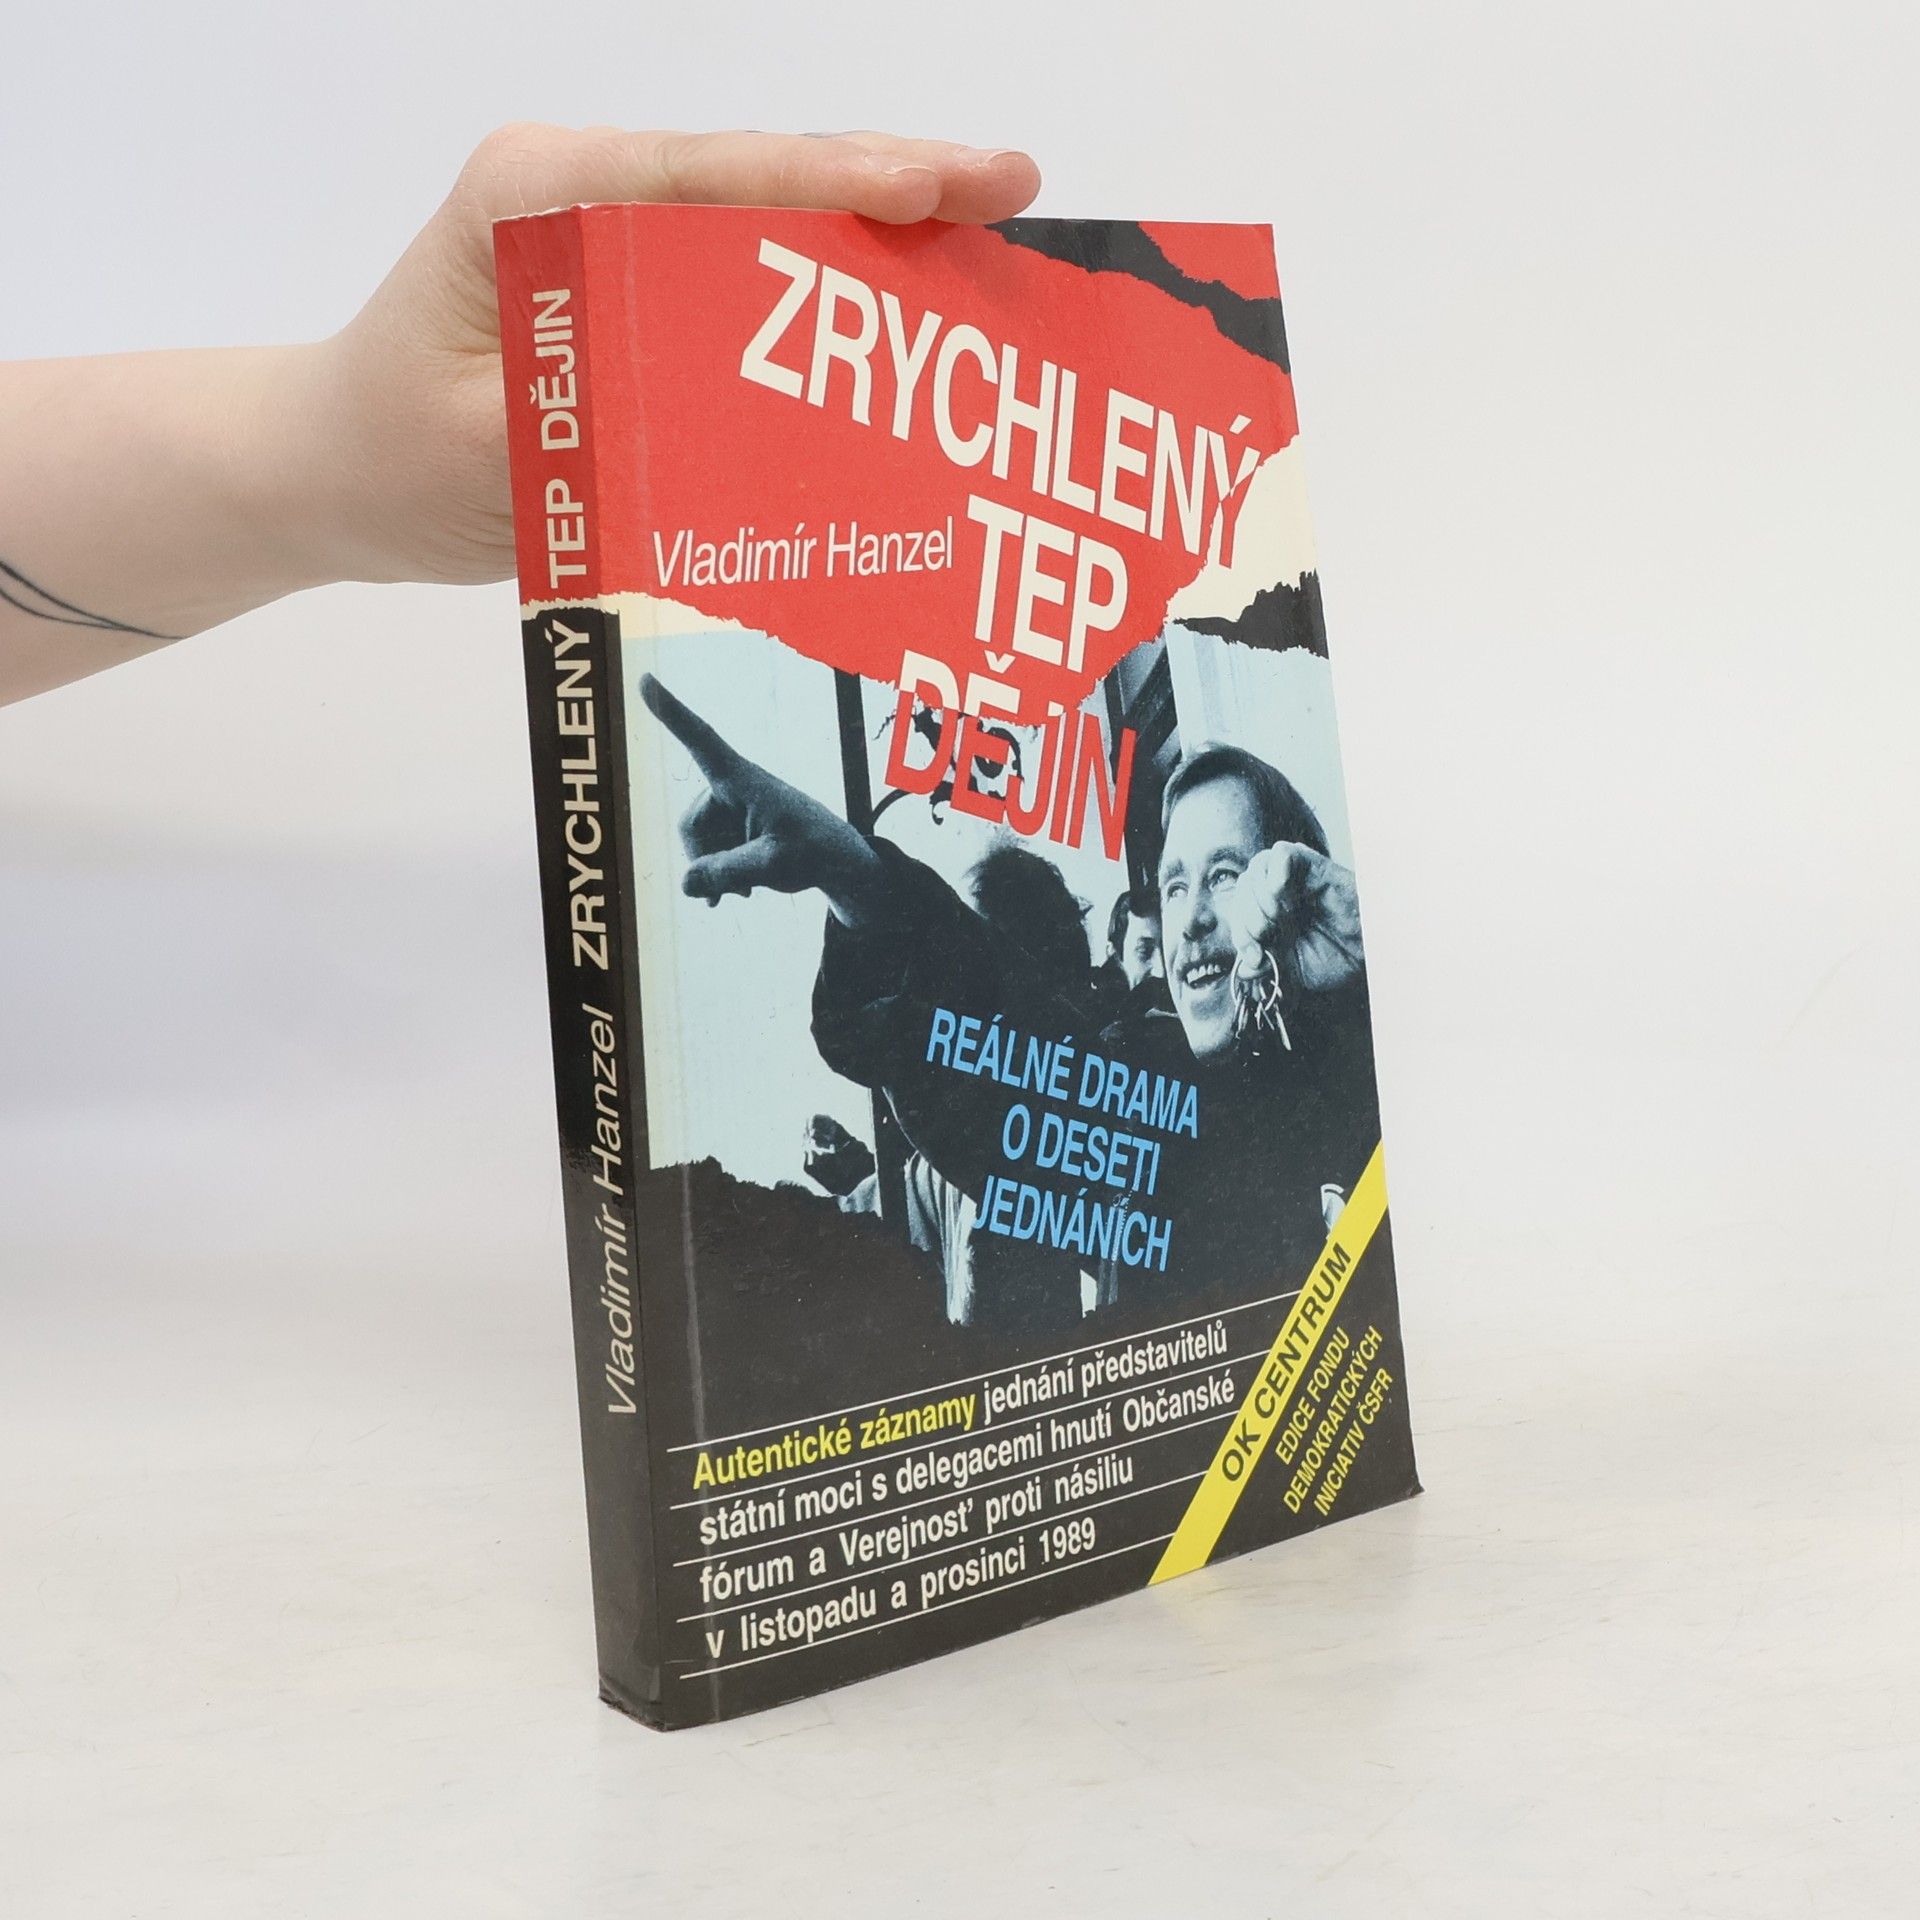 Vladimír Hanzel ZRYCHLENÝ TEP DĚJIN
ZRYCHLENÝ
Vladimír Hanzel
TEP
DĚJIN
REÁLNÉ DRAMA
O DESETI
JEDNÁNÍCH
Autentické záznamy jednání představitelů
státní moci s delegacemi hnutí Občanské
fórum a Verejnosť proti násiliu
v listopadu a prosinci 1989
OK CENTRUM
EDICE FONDU
DEMOKRATICKÝCH
INICIATIV ČSFR